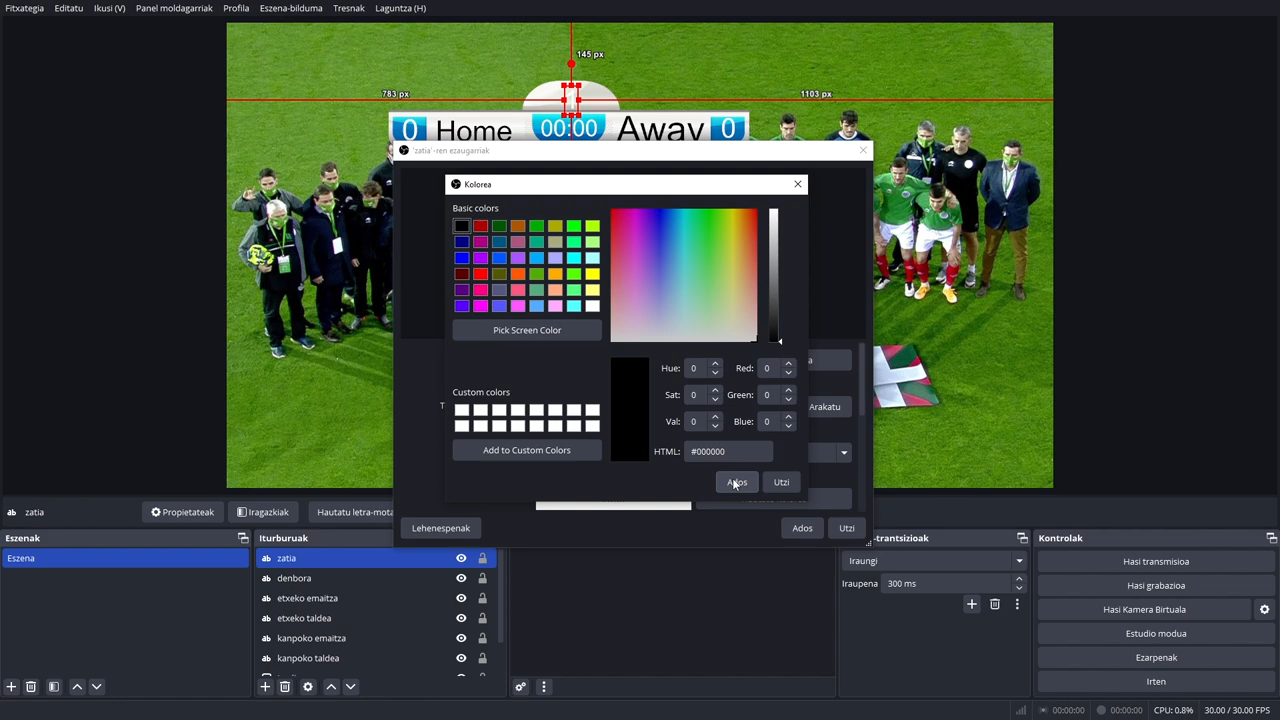 Fitxategia Editatu Ikusi (V) Panel moldagarriak Profila Eszena-bilduma Tresnak Laguntza (H)
145 px
783 px 1103 px
0 Home 00:00 Away 0
'zatia'-ren ezaugarriak
Kolorea
Basic colors
Pick Screen Color
Hue: 0 Red: 0
Custom colors
Sat: 0 Green: 0
Arakatu
Val: 0 Blue: 0
Add to Custom Colors
HTML: #000000
Ados Utzi
zatia Propietateak Iragazkiak Hautatu letra-mota
Lehenespenak Ados Utzi
Eszenak Iturburuak -transizioak Kontrolak
Eszena
zatia
denbora
etxeko emaitza
etxeko taldea
kanpoko emaitza
kanpoko taldea
Iraungi
Iraupena 300 ms
Hasi transmisioa
Hasi grabazioa
Hasi Kamera Birtuala
Estudio modua
Ezarpenak
Irten
00:00:00 00:00:00 CPU: 0.8% 30.00 / 30.00 FPS